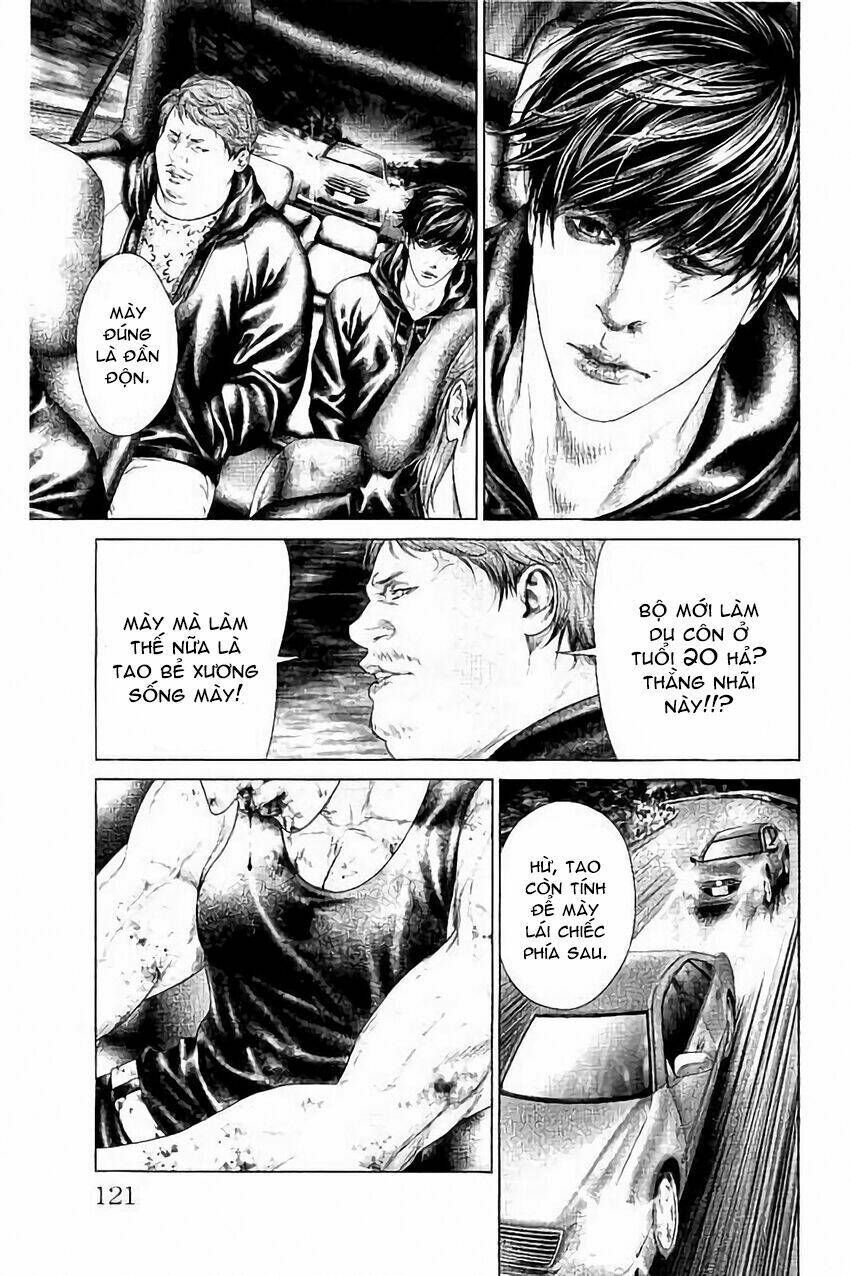 MÀY
ĐÚNG
LÀ ĐẦN
ĐỘN.
BỘ MỚI LÀM
DU CÔN Ở
TUỔI 20 HẢ?
THẰNG NHÃI
NÀY!!?
MÀY MÀ LÀM
THẾ NỮA LÀ
TAO BẺ XƯƠNG
SỐNG MÀY!
HỪ, TAO
CÒN TÍNH
ĐỂ MÀY
LÁI CHIẾC
PHÍA SAU.
121